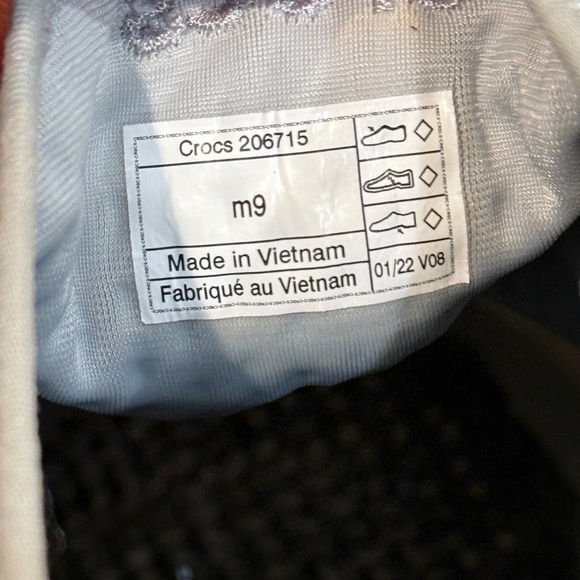 Crocs 206715
m9
Made in Vietnam
Fabriqué au Vietnam
01/22 V08